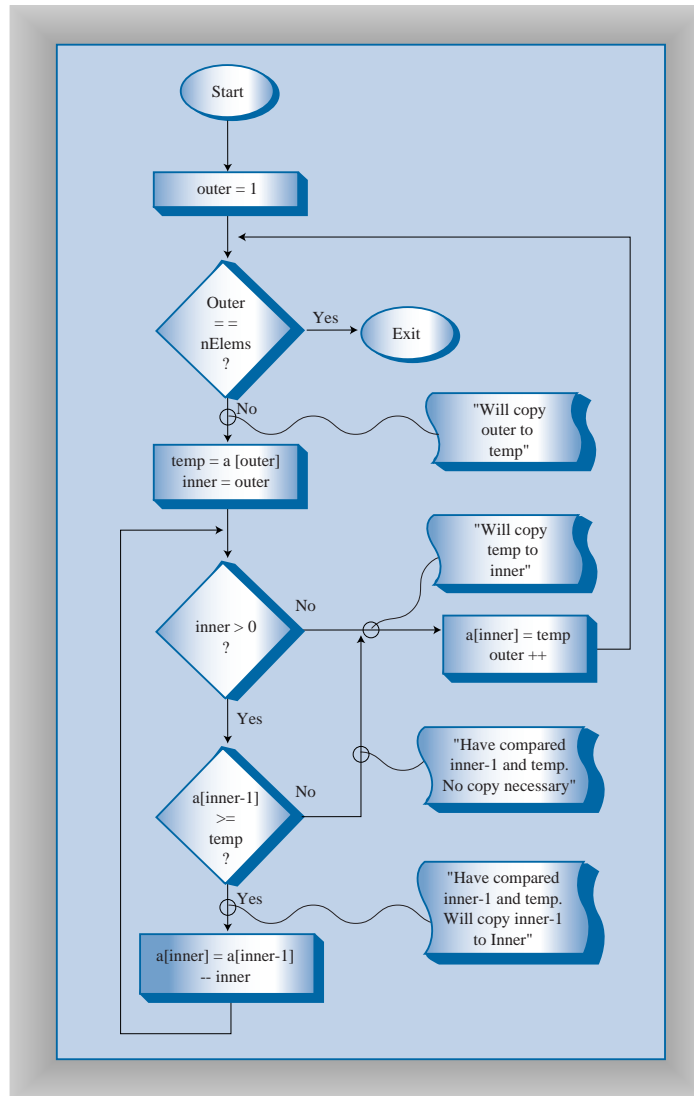 Start
outer = 1
Outer
= =
nElems
?
Yes
Exit
No
"Will copy
outer to
temp"
temp = a [outer]
inner = outer
"Will copy
temp to
inner"
inner > 0
?
No
a[inner] = temp
outer ++
Yes
a[inner-1]
>=
temp
?
No
"Have compared
inner-1 and temp.
No copy necessary"
Yes
"Have compared
inner-1 and temp.
Will copy inner-1
to Inner"
a[inner] = a[inner-1]
-- inner